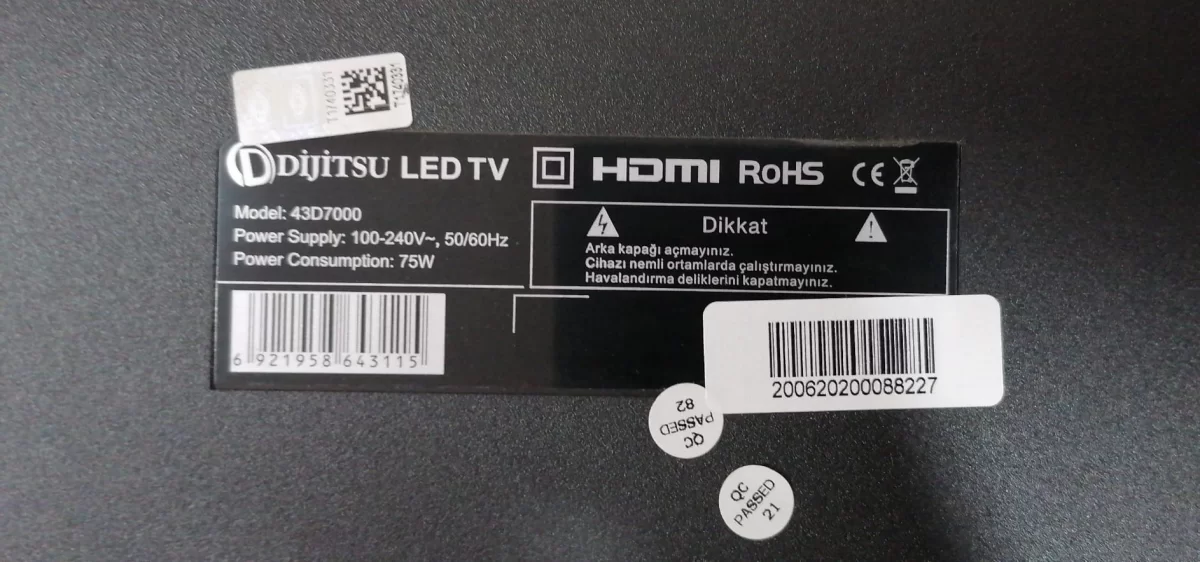 T1740331
T1740331
DİJİTSU LED TV
HDMI RoHS CE
Model: 43D7000
Power Supply: 100-240V~, 50/60Hz
Power Consumption: 75W
Dikkat
Arka kapağı açmayınız.
Cihazı nemli ortamlarda çalıştırmayınız.
Havalandırma deliklerini kapatmayınız.
6 921958 643115
200620200088227
QC
PASSED
82
QC
PASSED
21